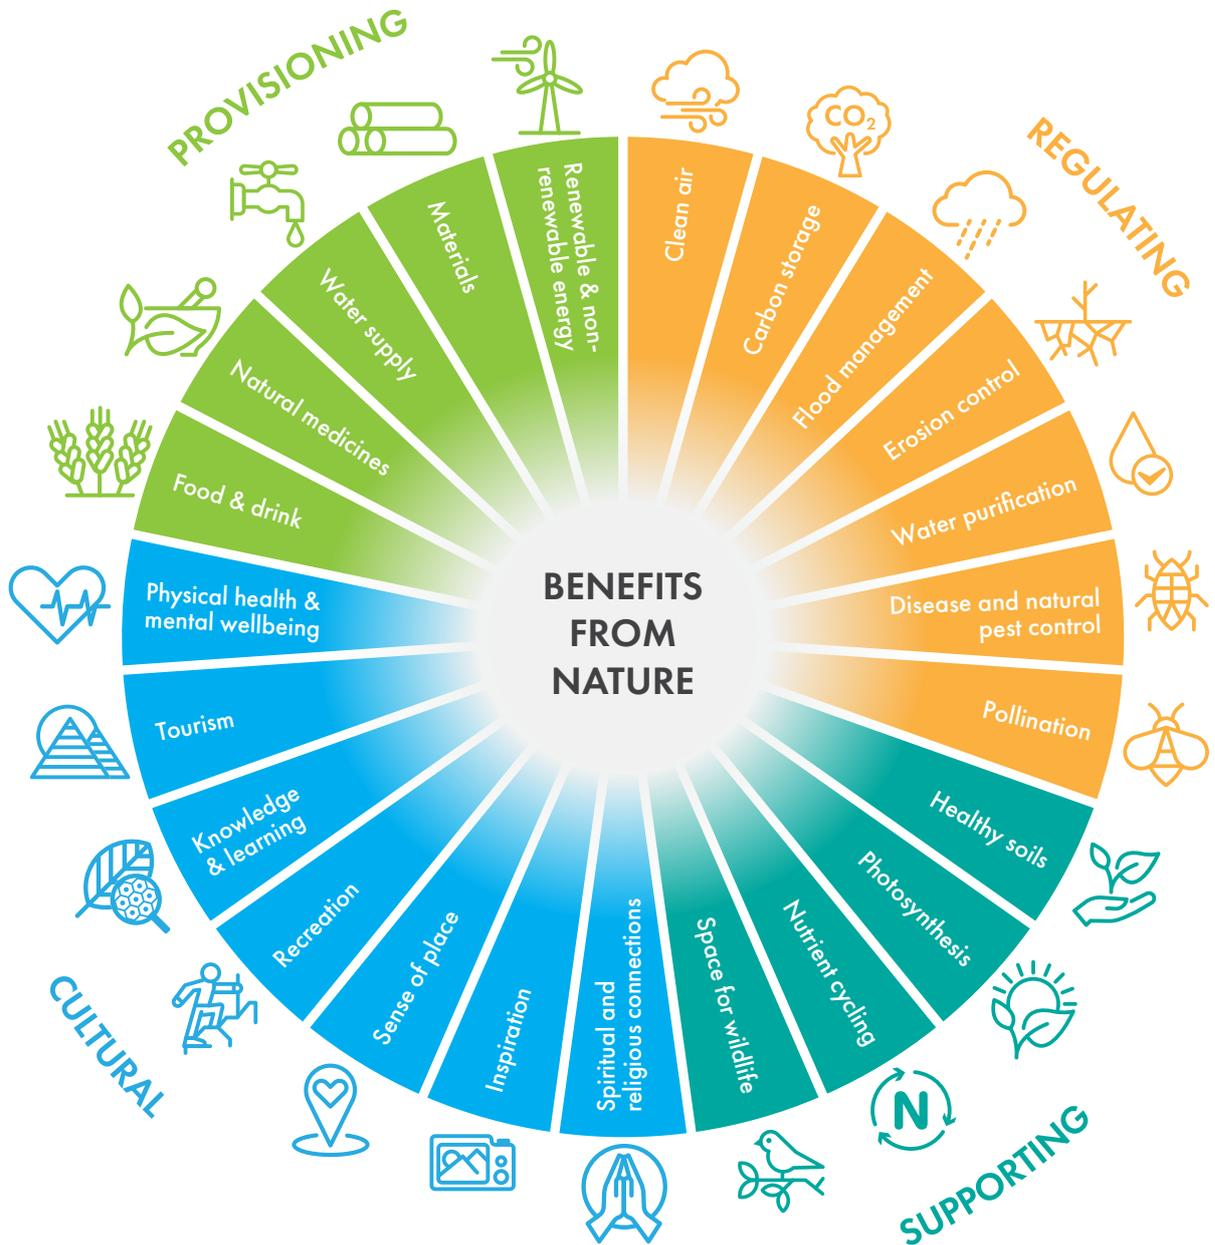 PROVISIONING
REGULATING
CULTURAL
SUPPORTING
BENEFITS
FROM
NATURE
Clean air
CO2
Carbon storage
Flood management
Erosion control
Water purification
Disease and natural
pest control
Pollination
Healthy soils
Photosynthesis
N
Nutrient cycling
Space for wildlife
Spiritual and
religious connections
Inspiration
Sense of place
Recreation
Knowledge
& learning
Tourism
Physical health &
mental wellbeing
Food & drink
Natural medicines
Water supply
Materials
Renewable & non-
renewable energy